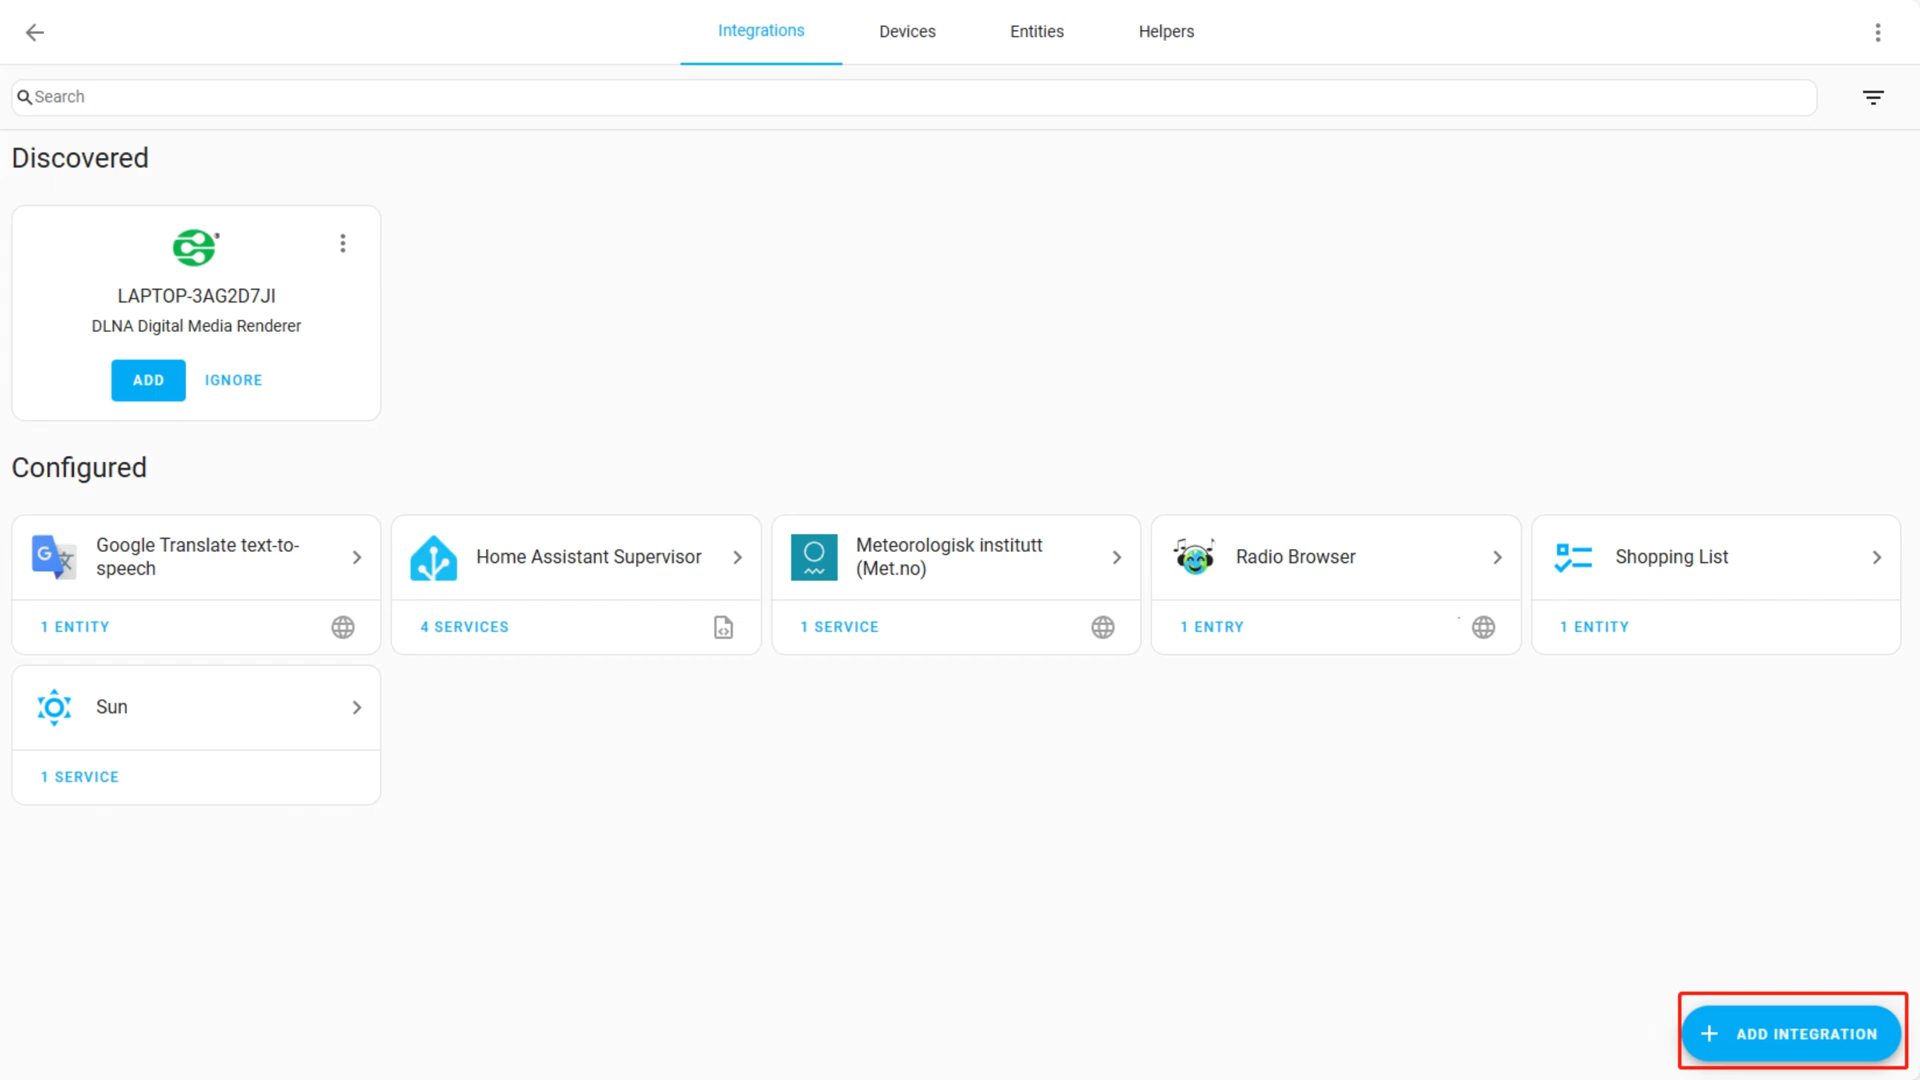 Integrations
Devices
Entities
Helpers
Search
Discovered
LAPTOP-3AG2D7JI
DLNA Digital Media Renderer
ADD
IGNORE
Configured
Google Translate text-to-
speech
1 ENTITY
Home Assistant Supervisor
4 SERVICES
Meteorologisk institutt
(Met.no)
1 SERVICE
Radio Browser
1 ENTRY
Shopping List
1 ENTITY
Sun
1 SERVICE
ADD INTEGRATION